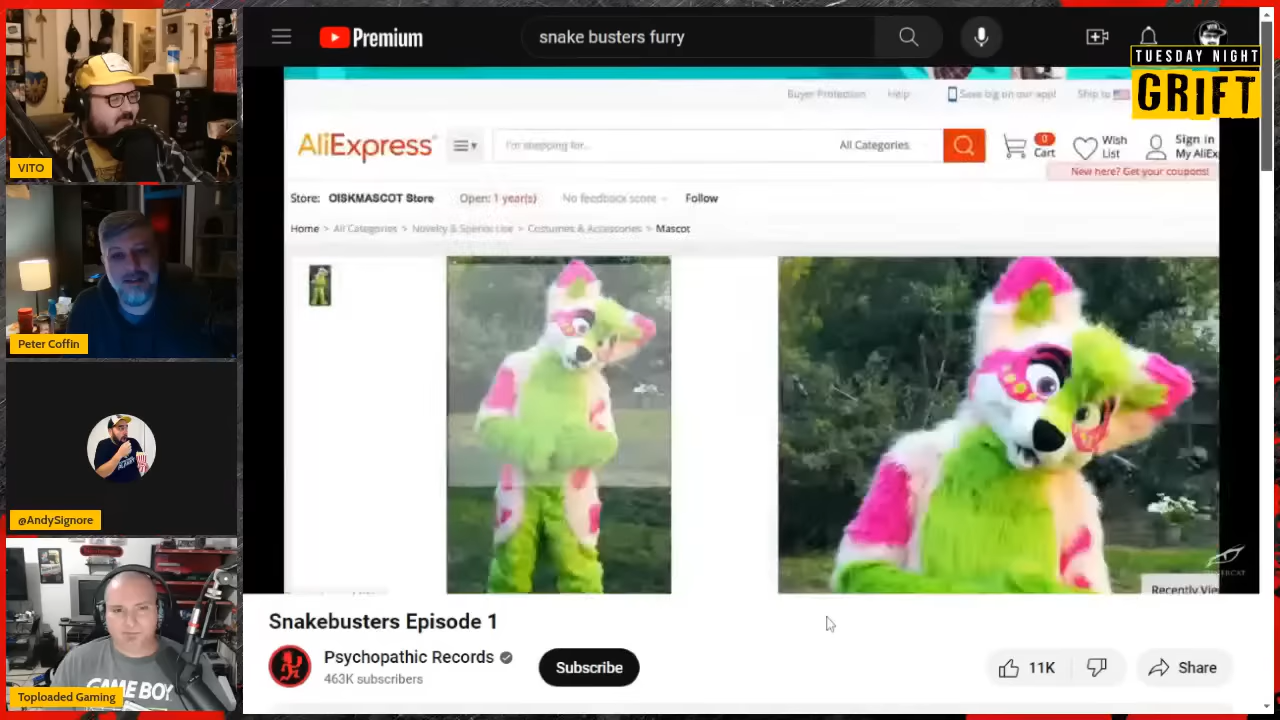 VITO
Peter Coffin
@AndySignore
GAME BOY
Toploaded Gaming
Premium
snake busters furry
TUESDAY NIGHT
GRIFT
Buyer Protection
Help
Save big on our app!
Ship to
AliExpress
I'm shopping for...
All Categories
0
Cart
Wish
List
Sign in
My AliEx
New here? Get your coupons!
Store: OISKMASCOT Store
Open: 1 year(s)
No feedback score
Follow
Home > All Categories > Novelty & Special Use > Costumes & Accessories > Mascot
Recently Vie
Snakebusters Episode 1
Psychopathic Records
463K subscribers
Subscribe
11K
Share